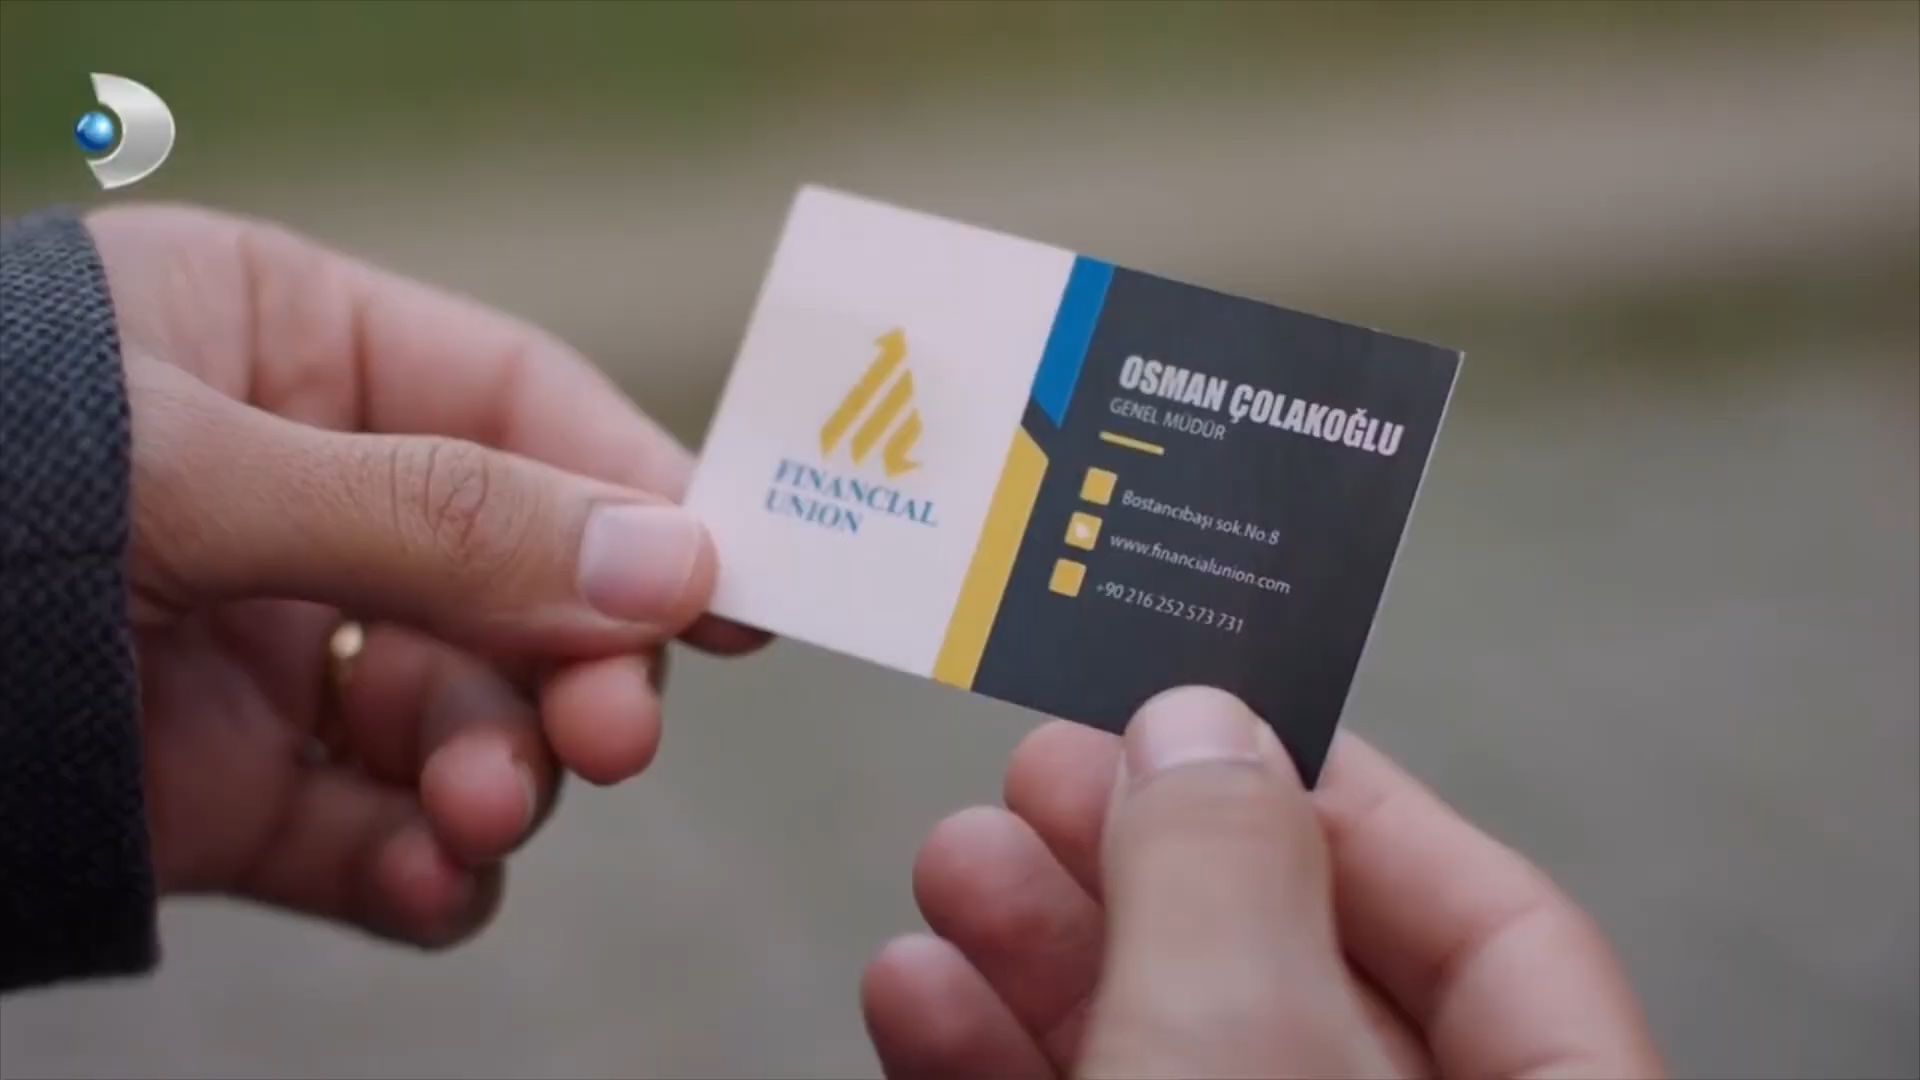 FINANCIAL
UNION
OSMAN ÇOLAKOĞLU
GENEL MÜDÜR
Bostancıbaşı sok.No.8
www.financialunion.com
+90 216 252 573 731